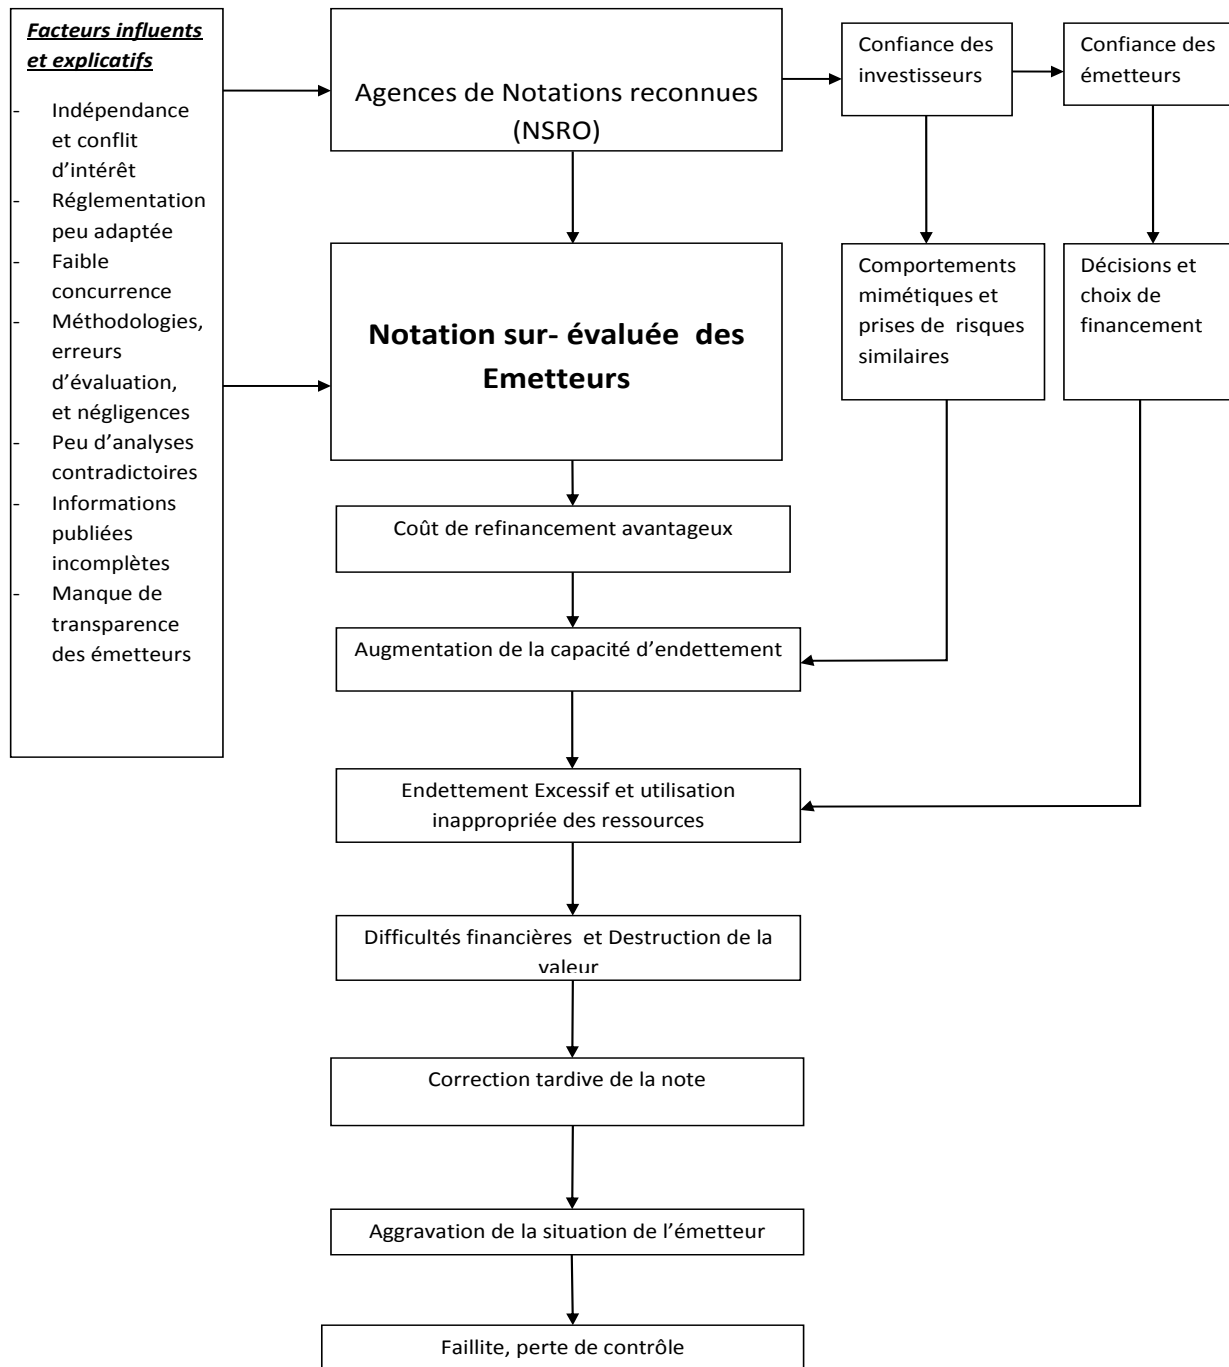 Facteurs influents
et explicatifs
- Indépendance
et conflit
d’intérêt
- Réglementation
peu adaptée
- Faible
concurrence
- Méthodologies,
erreurs
d’évaluation,
et négligences
- Peu d’analyses
contradictoires
- Informations
publiées
incomplètes
- Manque de
transparence
des émetteurs
Agences de Notations reconnues
(NSRO)
Confiance des
investisseurs
Confiance des
émetteurs
Notation sur- évaluée des
Emetteurs
Comportements
mimétiques et
prises de risques
similaires
Décisions et
choix de
financement
Coût de refinancement avantageux
Augmentation de la capacité d’endettement
Endettement Excessif et utilisation
inappropriée des ressources
Difficultés financières et Destruction de la
valeur
Correction tardive de la note
Aggravation de la situation de l’émetteur
Faillite, perte de contrôle